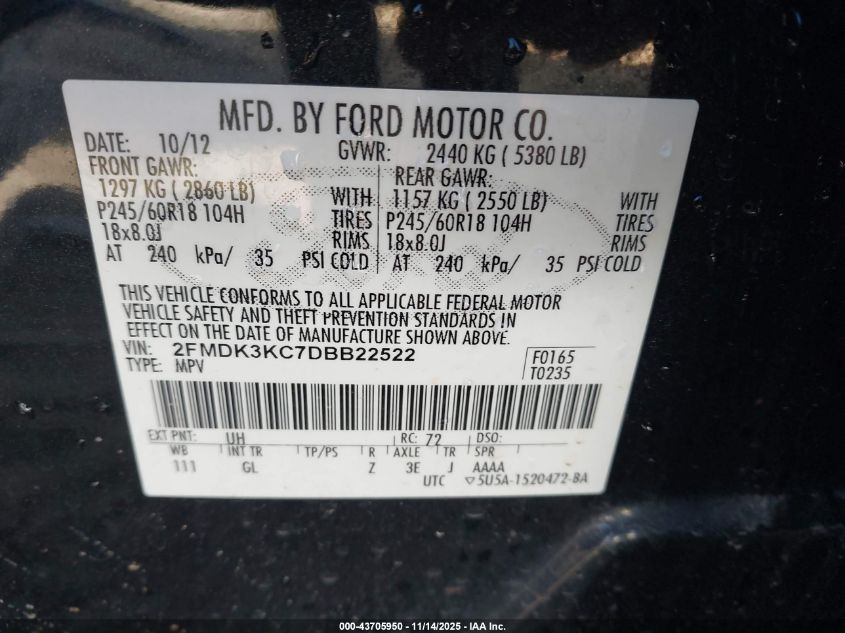 MFD. BY FORD MOTOR CO.
DATE: 10/12 GVWR: 2440 KG ( 5380 LB)
FRONT GAWR: REAR GAWR:
1297 KG ( 2860 LB) WITH 1157 KG ( 2550 LB) WITH
P245/60R18 104H TIRES P245/60R18 104H TIRES
18x8.0J RIMS 18x8.0J RIMS
AT 240 kPa/ 35 PSI COLD AT 240 kPa/ 35 PSI COLD
THIS VEHICLE CONFORMS TO ALL APPLICABLE FEDERAL MOTOR
VEHICLE SAFETY AND THEFT PREVENTION STANDARDS IN
EFFECT ON THE DATE OF MANUFACTURE SHOWN ABOVE.
VIN: 2FMDK3KC7DBB22522 F0165
TYPE: MPV T0235
EXT PNT: UH RC: 72 DSO:
WB INT TR TP/PS R AXLE TR SPR
111 GL Z 3E J AAAA
UTC ▽5U5A-1520472-BA
000-43705950 — 11/14/2025 — IAA Inc.